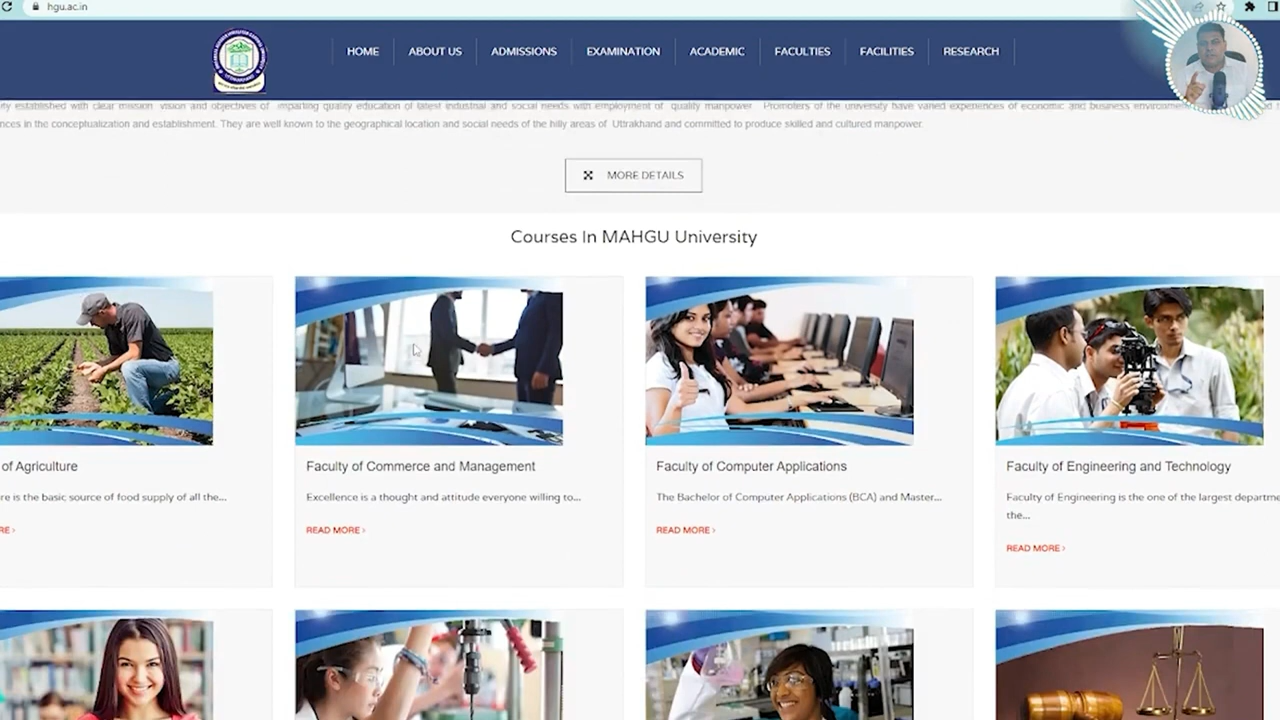 hgu.ac.in
HOME
ABOUT US
ADMISSIONS
EXAMINATION
ACADEMIC
FACULTIES
FACILITIES
RESEARCH
ty established with clear mission vision and objectives of imparting quality education of latest industrial and social needs with employment of quality manpower Promoters of the university have varied experiences of economic and business environme
nces in the conceptualization and establishment. They are well known to the geographical location and social needs of the hilly areas of Uttrakhand and committed to produce skilled and cultured manpower.
MORE DETAILS
Courses In MAHGU University
of Agriculture
re is the basic source of food supply of all the...
RE ›
Faculty of Commerce and Management
Excellence is a thought and attitude everyone willing to...
READ MORE ›
Faculty of Computer Applications
The Bachelor of Computer Applications (BCA) and Master...
READ MORE ›
Faculty of Engineering and Technology
Faculty of Engineering is the one of the largest departme
the...
READ MORE ›